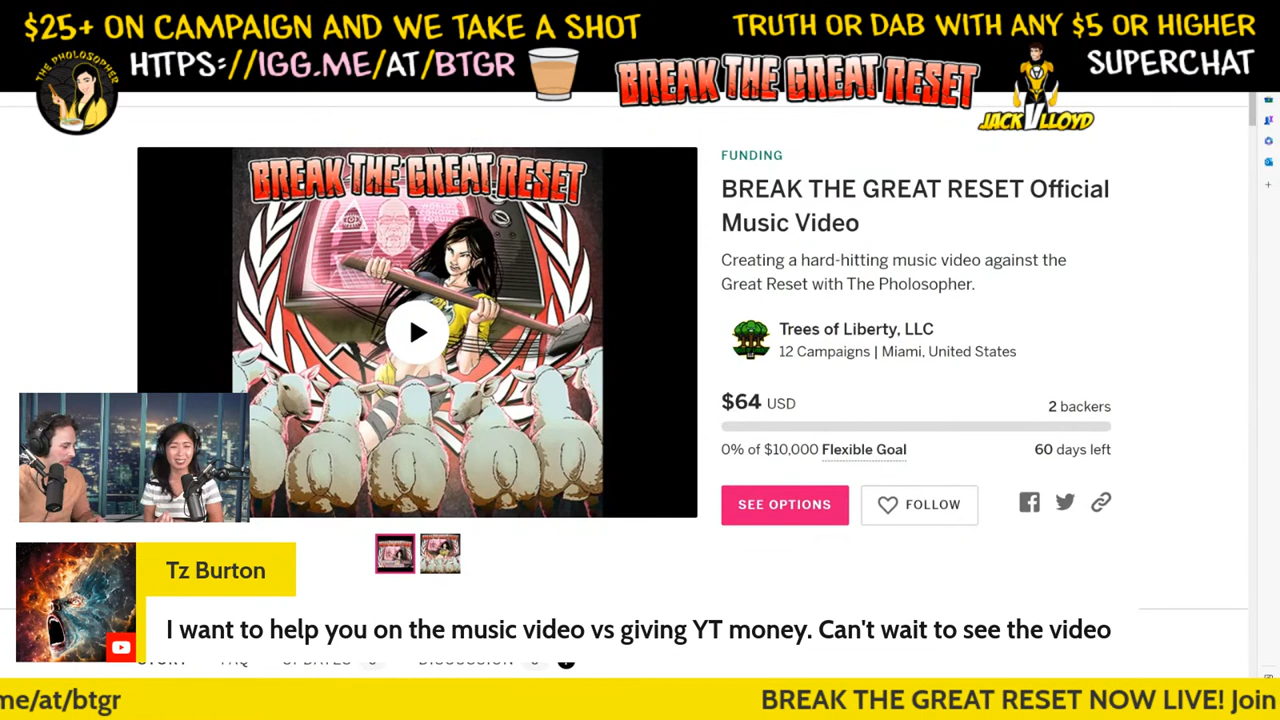 $25+ ON CAMPAIGN AND WE TAKE A SHOT
HTTPS://IGG.ME/AT/BTGR
THE PHOLOSOPHER
BREAK THE GREAT RESET
JACK V LLOYD
TRUTH OR DAB WITH ANY $5 OR HIGHER
SUPERCHAT
BREAK THE GREAT RESET
WORLD
ECONOMIC
FORUM
FUNDING
BREAK THE GREAT RESET Official
Music Video
Creating a hard-hitting music video against the
Great Reset with The Pholosopher.
Trees of Liberty, LLC
12 Campaigns | Miami, United States
$64 USD
2 backers
0% of $10,000 Flexible Goal
60 days left
SEE OPTIONS
FOLLOW
Tz Burton
I want to help you on the music video vs giving YT money. Can't wait to see the video
me/at/btgr
BREAK THE GREAT RESET NOW LIVE! Join